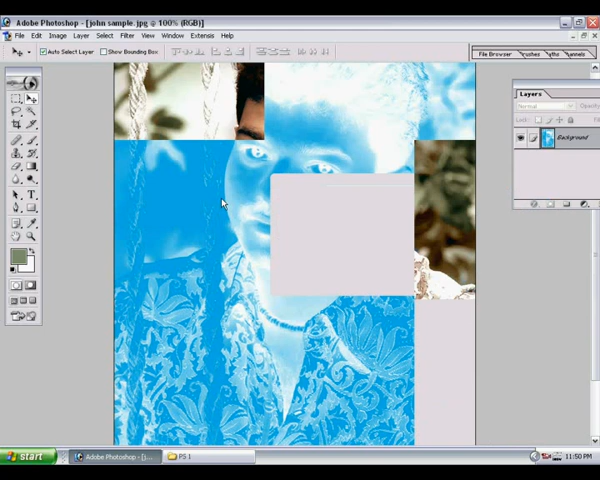 Adobe Photoshop - [john sample.jpg @ 100% (RGB)]
File Edit Image Layer Select Filter View Window Extensis Help
Auto Select Layer Show Bounding Box
File Browser Brushes Paths Channels
Layers
Normal Opacity
Lock:
Background
T
start Adobe Photoshop - [j... PS 1 11:50 PM